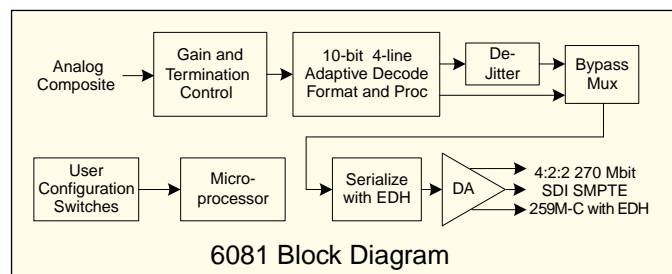 Analog
Composite
Gain and
Termination
Control
10-bit 4-line
Adaptive Decode
Format and Proc
De-
Jitter
Bypass
Mux
User
Configuration
Switches
Micro-
processor
Serialize
with EDH
DA
4:2:2 270 Mbit
SDI SMPTE
259M-C with EDH
6081 Block Diagram